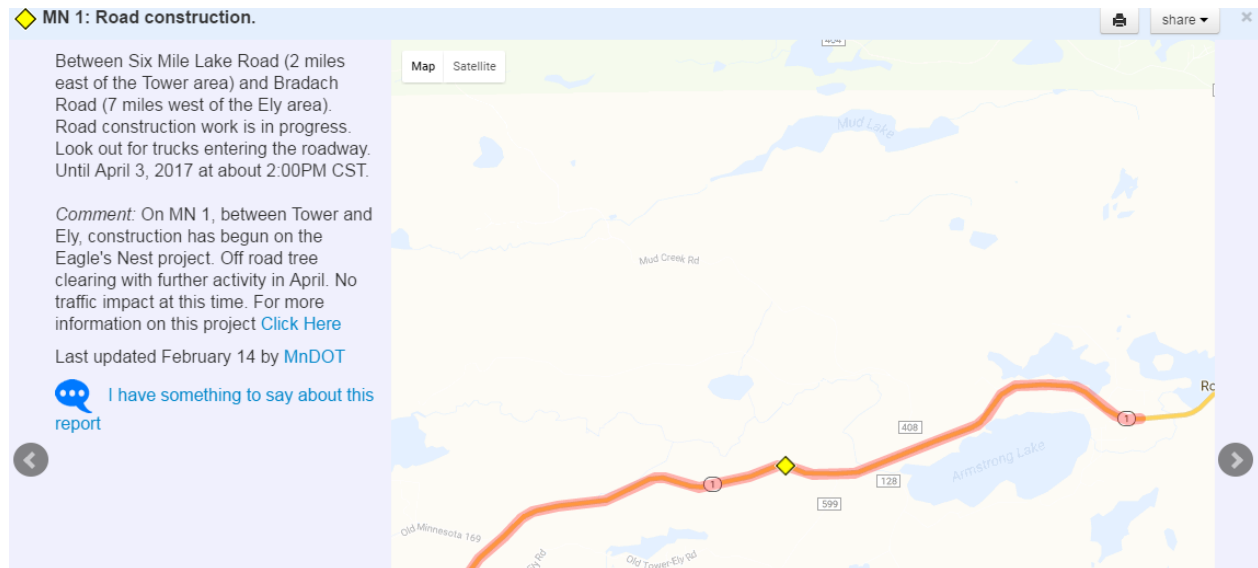 MN 1: Road construction.
share
×
Between Six Mile Lake Road (2 miles
east of the Tower area) and Bradach
Road (7 miles west of the Ely area).
Road construction work is in progress.
Look out for trucks entering the roadway.
Until April 3, 2017 at about 2:00PM CST.
Comment: On MN 1, between Tower and
Ely, construction has begun on the
Eagle's Nest project. Off road tree
clearing with further activity in April. No
traffic impact at this time. For more
information on this project Click Here
Last updated February 14 by MnDOT
I have something to say about this
report
Map Satellite
Mud Lake
Mud Creek Rd
1
408
Armstrong Lake
1
128
599
Old Minnesota 169
Old Tower-Ely Rd